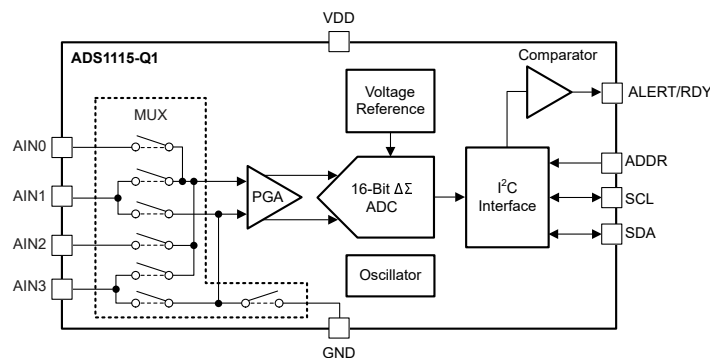 VDD
ADS1115-Q1
Comparator
Voltage
Reference
ALERT/RDY
MUX
AIN0
ADDR
AIN1
PGA
16-Bit ΔΣ
ADC
I²C
Interface
SCL
AIN2
SDA
AIN3
Oscillator
GND